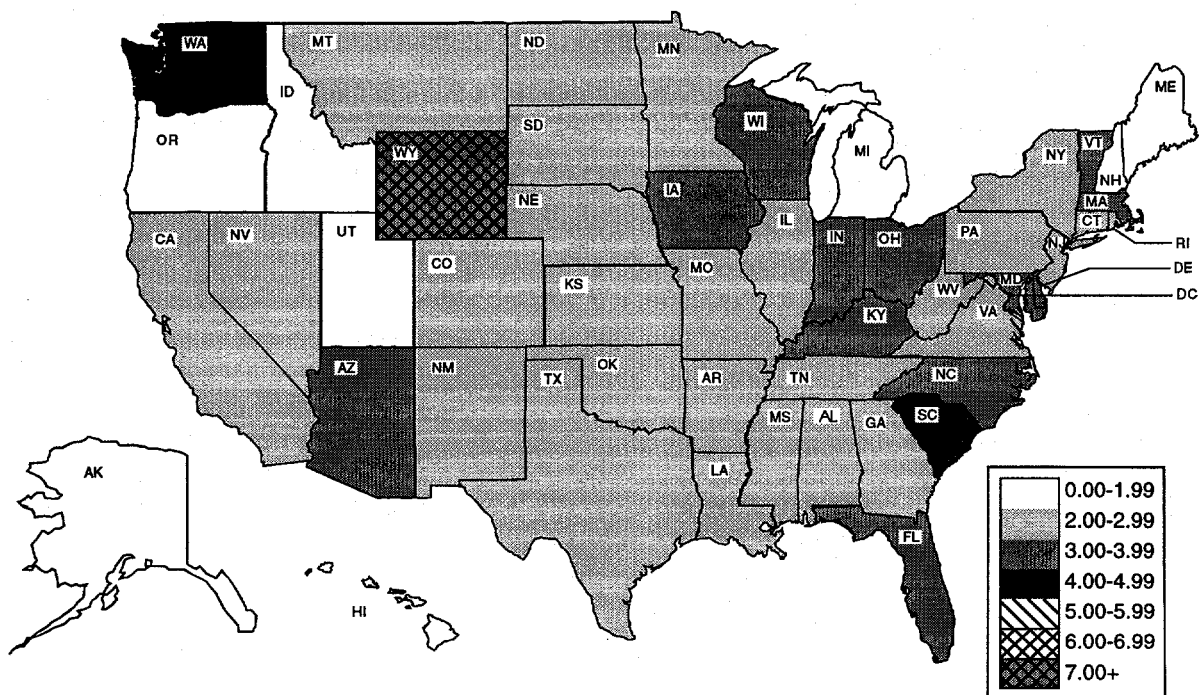 WA
MT
ND
MN
ME
ID
OR
SD
WI
VT
NY
WY
MI
NH
IA
MA
NE
CT
CA
NV
UT
IL
IN
OH
PA
NJ
RI
CO
MO
DE
KS
WV
MD
VA
DC
KY
AZ
NM
TX
OK
AR
TN
NC
MS
AL
GA
SC
LA
AK
FL
HI
0.00-1.99
2.00-2.99
3.00-3.99
4.00-4.99
5.00-5.99
6.00-6.99
7.00+